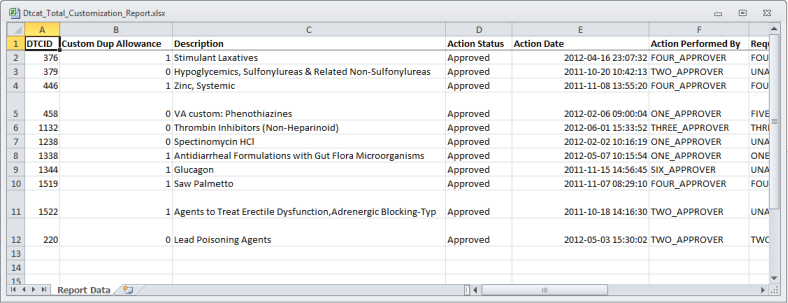 Dtcat_Total_Customization_Report.xlsx
A B C D E F
1 DTCID Custom Dup Allowance Description Action Status Action Date Action Performed By Requ
2 376 1 Stimulant Laxatives Approved 2012-04-16 23:07:32 FOUR_APPROVER FOU
3 379 0 Hypoglycemics, Sulfonylureas & Related Non-Sulfonylureas Approved 2011-10-20 10:42:13 TWO_APPROVER UNA
4 446 1 Zinc, Systemic Approved 2011-11-08 13:55:20 FOUR_APPROVER FOU
5 458 0 VA custom: Phenothiazines Approved 2012-02-06 09:00:04 ONE_APPROVER FIVE
6 1132 0 Thrombin Inhibitors (Non-Heparinoid) Approved 2012-06-01 15:33:52 THREE_APPROVER THRI
7 1238 0 Spectinomycin HCl Approved 2012-02-02 10:16:19 ONE_APPROVER UNA
8 1338 1 Antidiarrheal Formulations with Gut Flora Microorganisms Approved 2012-05-07 10:15:54 ONE_APPROVER ONE
9 1344 1 Glucagon Approved 2011-11-15 14:56:45 SIX_APPROVER UNA
10 1519 1 Saw Palmetto Approved 2011-11-07 08:29:10 FOUR_APPROVER FOU
11 1522 1 Agents to Treat Erectile Dysfunction,Adrenergic Blocking-Typ Approved 2011-10-18 14:16:30 TWO_APPROVER UNA
12 220 0 Lead Poisoning Agents Approved 2012-05-03 15:30:02 TWO_APPROVER TWO
13
14
15
Report Data